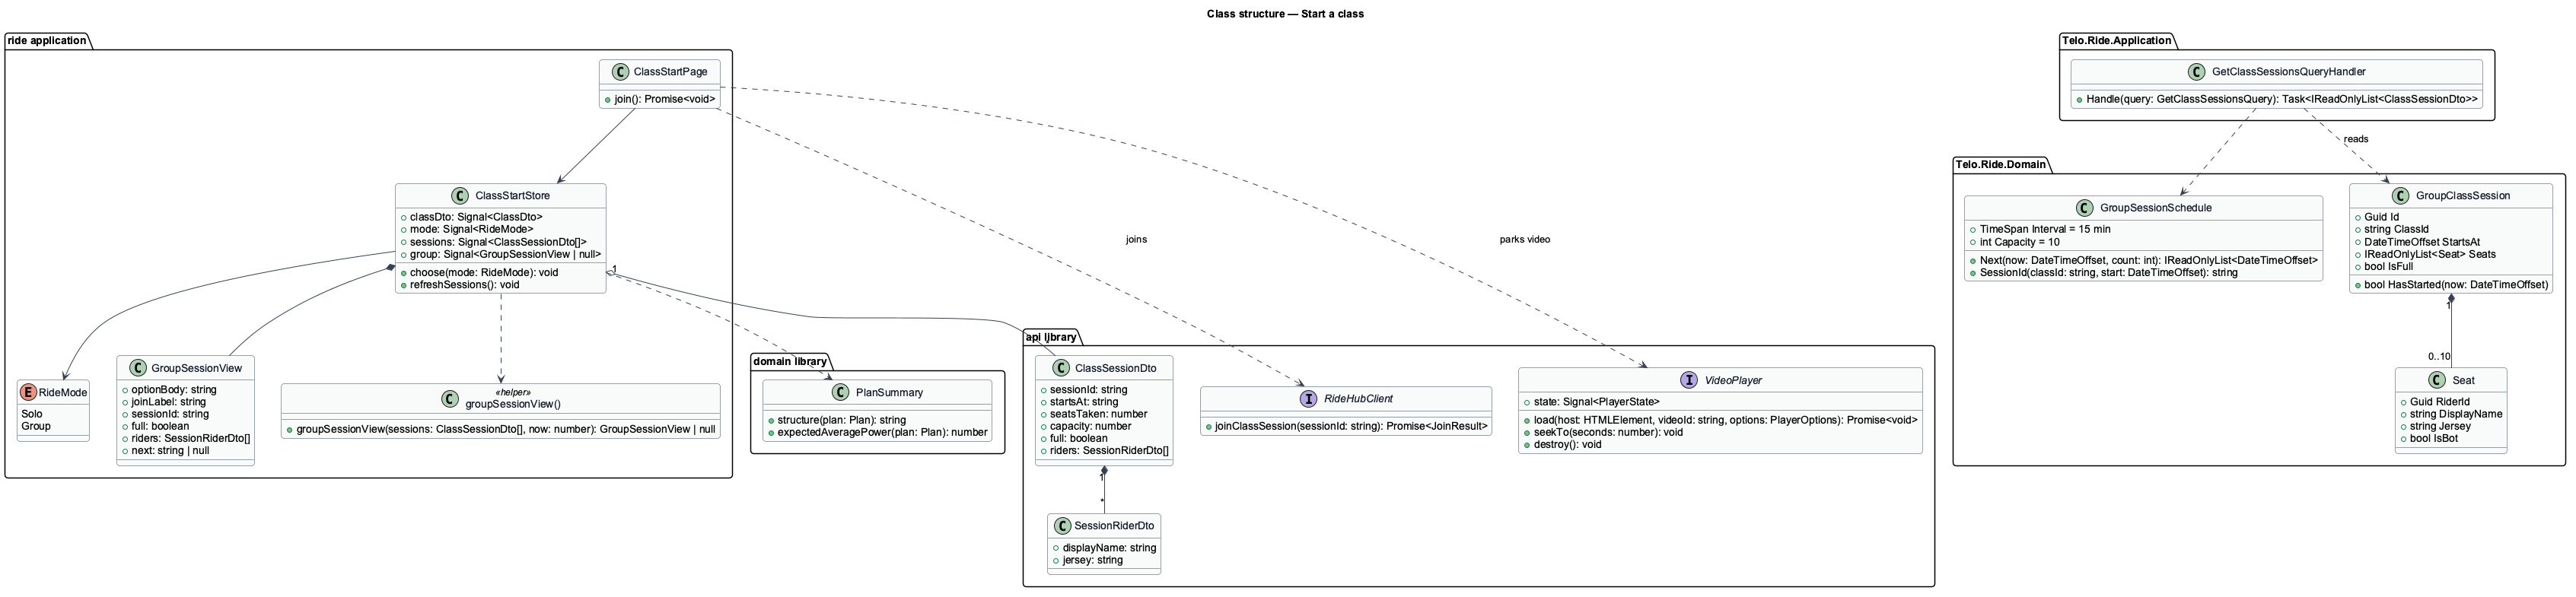 Class structure — Start a class
ride application
C ClassStartPage
join(): Promise<void>
C ClassStartStore
classDto: Signal<ClassDto>
mode: Signal<RideMode>
sessions: Signal<ClassSessionDto[]>
group: Signal<GroupSessionView | null>
choose(mode: RideMode): void
refreshSessions(): void
1
E RideMode
Solo
Group
C GroupSessionView
optionBody: string
joinLabel: string
sessionId: string
full: boolean
riders: SessionRiderDto[]
next: string | null
«helper»
C groupSessionView()
groupSessionView(sessions: ClassSessionDto[], now: number): GroupSessionView | null
domain library
C PlanSummary
structure(plan: Plan): string
expectedAveragePower(plan: Plan): number
joins
parks video
api library
C ClassSessionDto
sessionId: string
startsAt: string
seatsTaken: number
capacity: number
full: boolean
riders: SessionRiderDto[]
1
*
C SessionRiderDto
displayName: string
jersey: string
I RideHubClient
joinClassSession(sessionId: string): Promise<JoinResult>
I VideoPlayer
state: Signal<PlayerState>
load(host: HTMLElement, videoId: string, options: PlayerOptions): Promise<void>
seekTo(seconds: number): void
destroy(): void
Telo.Ride.Application
C GetClassSessionsQueryHandler
Handle(query: GetClassSessionsQuery): Task<IReadOnlyList<ClassSessionDto>>
reads
Telo.Ride.Domain
C GroupSessionSchedule
TimeSpan Interval = 15 min
int Capacity = 10
Next(now: DateTimeOffset, count: int): IReadOnlyList<DateTimeOffset>
SessionId(classId: string, start: DateTimeOffset): string
C GroupClassSession
Guid Id
string ClassId
DateTimeOffset StartsAt
IReadOnlyList<Seat> Seats
bool IsFull
bool HasStarted(now: DateTimeOffset)
1
0..10
C Seat
Guid RiderId
string DisplayName
string Jersey
bool IsBot